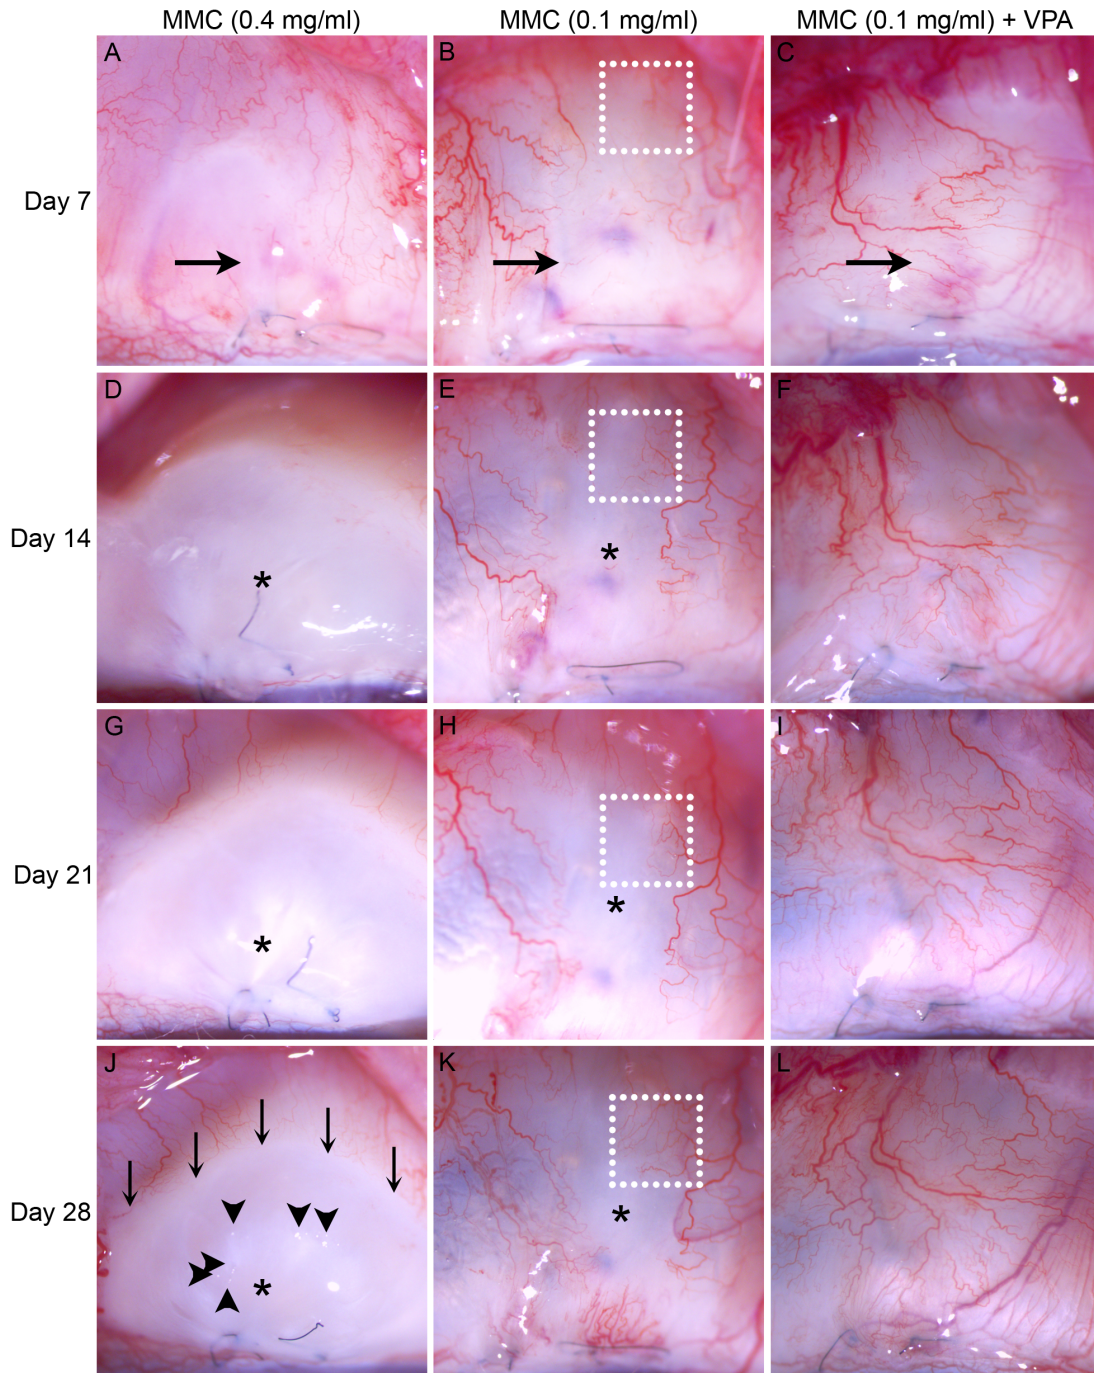 MMC (0.4 mg/ml) MMC (0.1 mg/ml) MMC (0.1 mg/ml) + VPA
A B C
Day 7
D E F
Day 14
* *
G H I
Day 21
* *
J K L
Day 28
* *